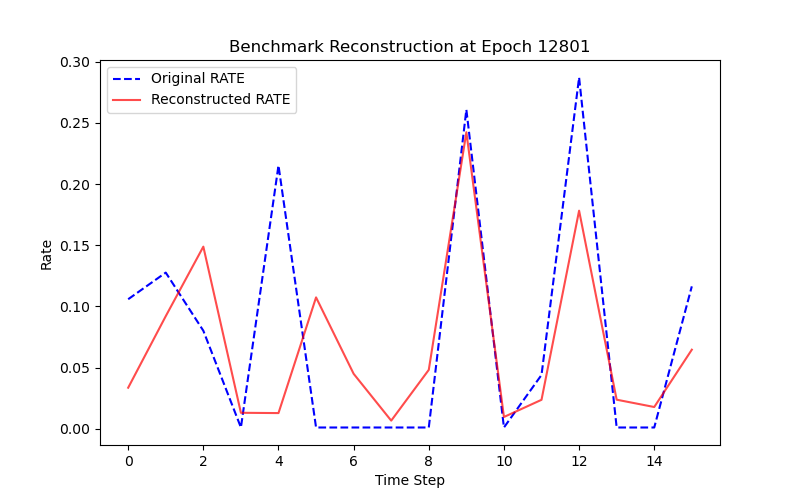 Benchmark Reconstruction at Epoch 12801
Original RATE
Reconstructed RATE
0.30
0.25
0.20
0.15
0.10
0.05
0.00
Rate
0 2 4 6 8 10 12 14
Time Step